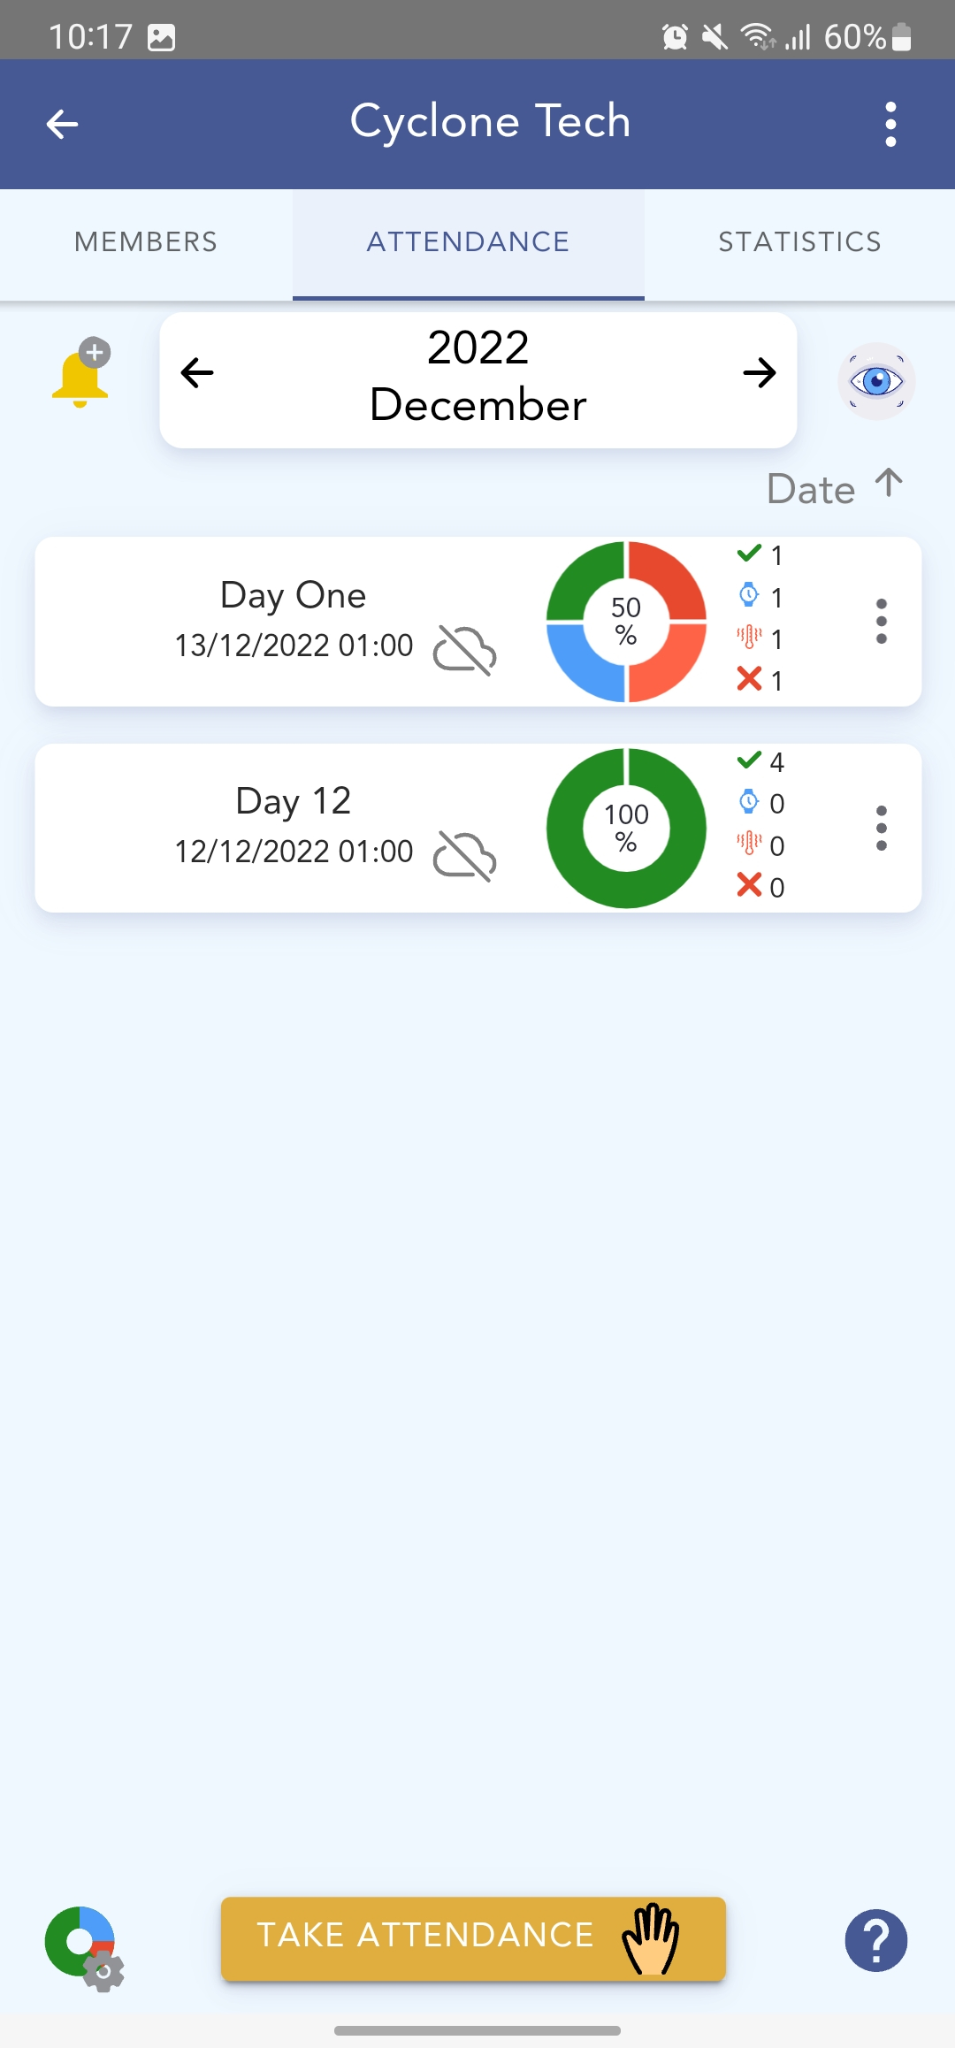 10:17 60%
Cyclone Tech
MEMBERS ATTENDANCE STATISTICS
2022
December
Date
Day One
13/12/2022 01:00
50
%
1
1
1
1
Day 12
12/12/2022 01:00
100
%
4
0
0
0
TAKE ATTENDANCE
?